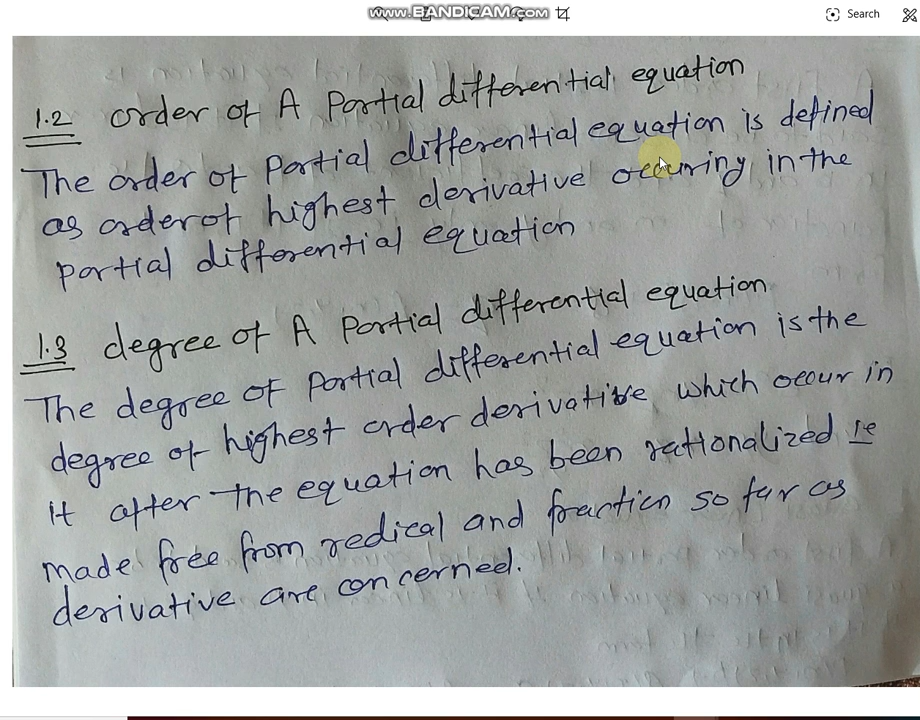 www.BANDICAM.com
Search
1.2 order of A Partial differential equation
The order of Partial differential equation is defined
as order of highest derivative occuring in the
partial differential equation
1.3 degree of A Partial differential equation
The degree of Partial differential equation is the
degree of highest order derivative which occur in
it after the equation has been rationalized ie
made free from redical and fraction so far as
derivative are concerned.